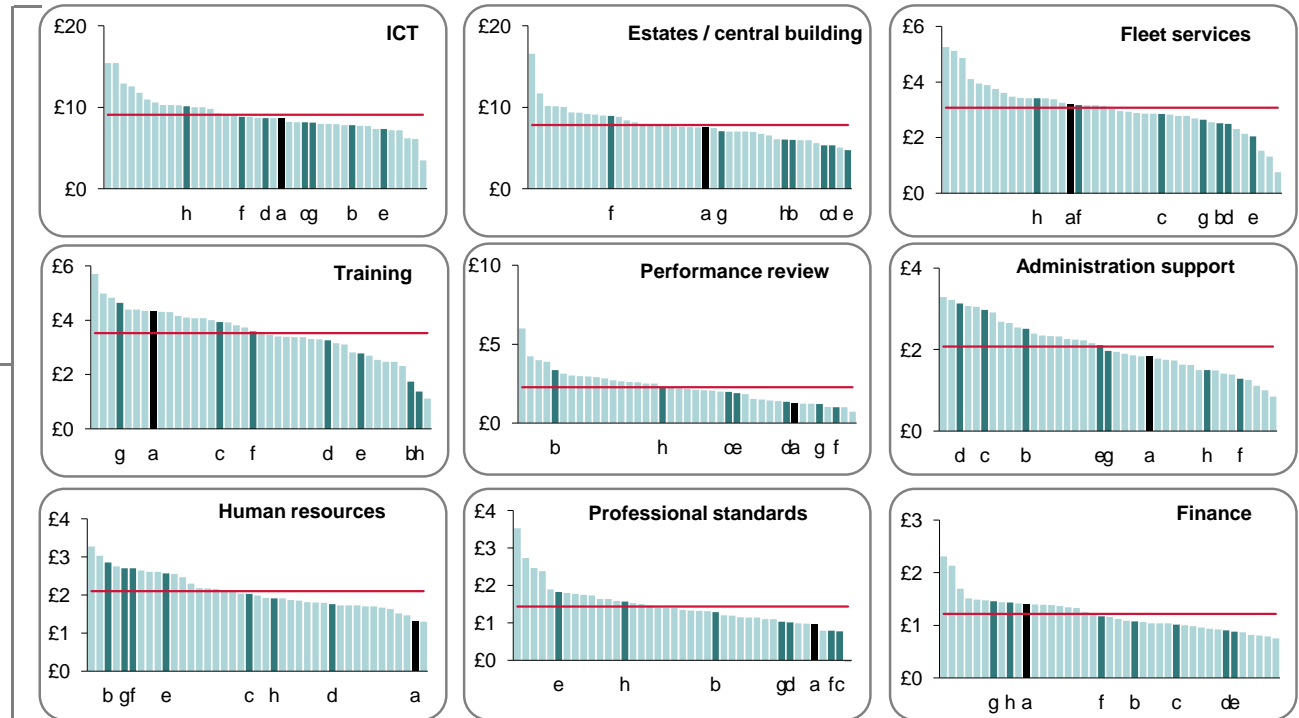 ICT
£20
£10
£0
h f d a cg b e
Estates / central building
£20
£10
£0
f a g hb cd e
Fleet services
£6
£4
£2
£0
h af c g bd e
Training
£6
£4
£2
£0
g a c f d e bh
Performance review
£10
£5
£0
b h ce da g f
Administration support
£4
£2
£0
d c b eg a h f
Human resources
£4
£3
£2
£1
£0
b gf e c h d a
Professional standards
£4
£3
£2
£1
£0
e h b gd a fc
Finance
£3
£2
£1
£0
g h a f b c de